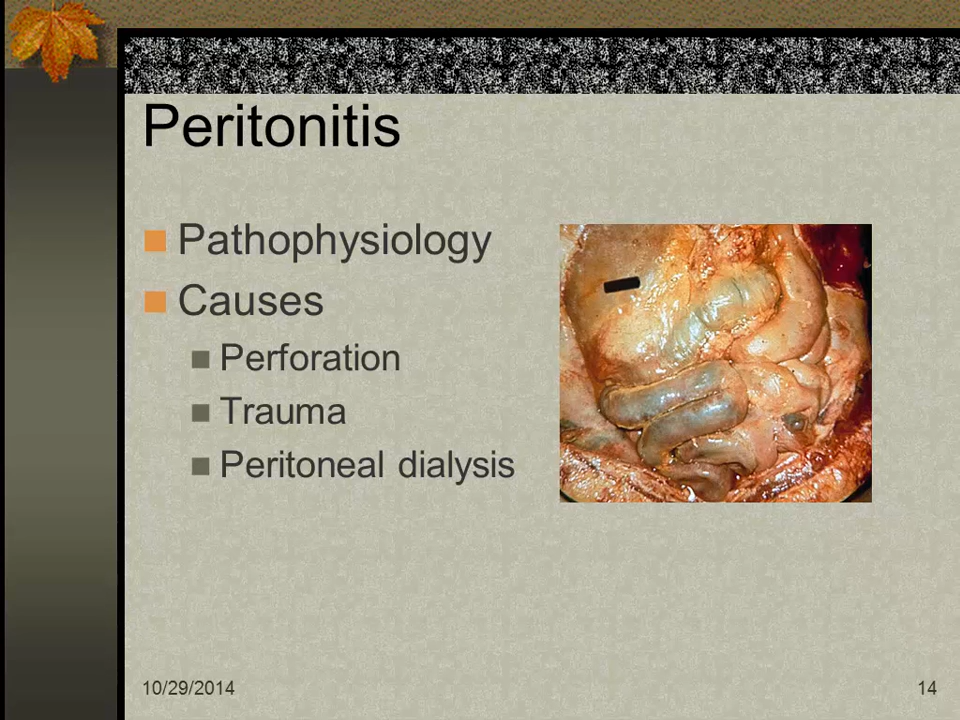 Peritonitis
Pathophysiology
Causes
Perforation
Trauma
Peritoneal dialysis
10/29/2014
14